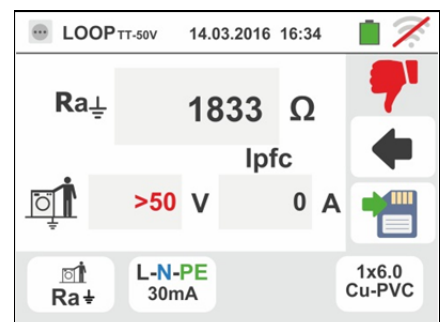 LOOP TT-50V 14.03.2016 16:34
Ra 1833 Ω
Ipfc
>50 V 0 A
Ra
L-N-PE
30mA
1x6.0
Cu-PVC